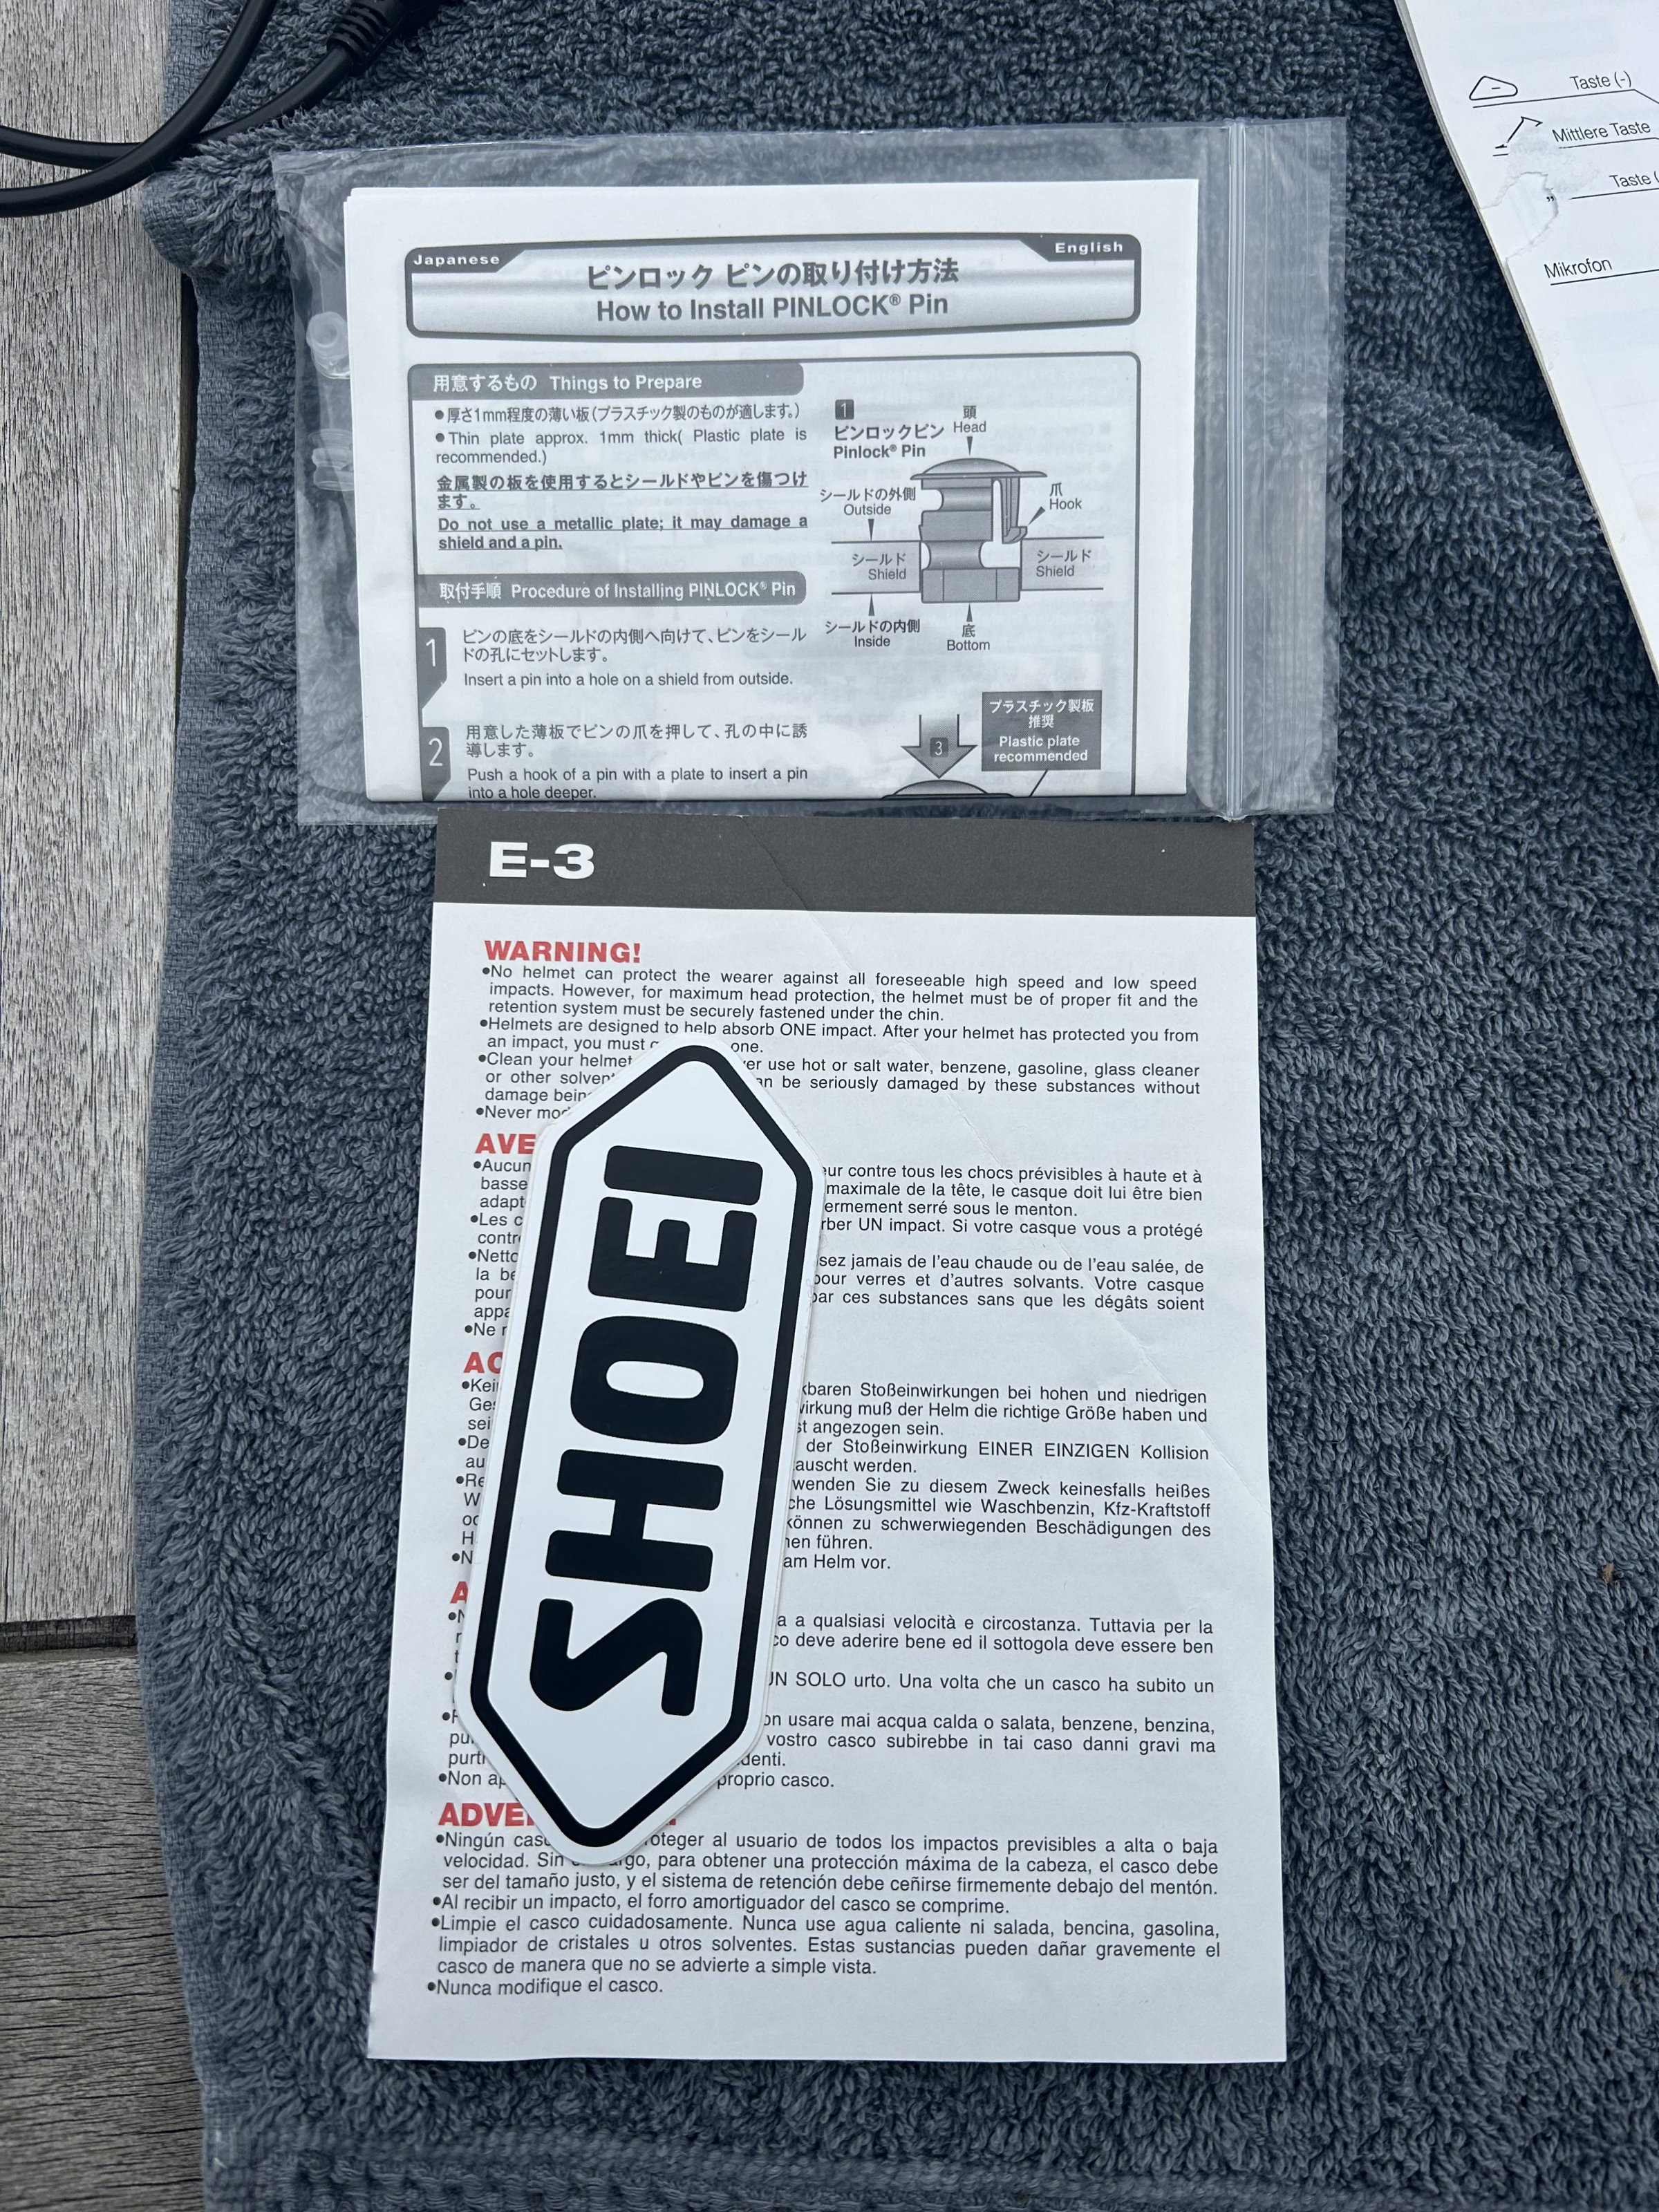 Taste (-)
Mittlere Taste
Taste
Mikrofon
Japanese
English
ピンロック ピンの取り付け方法
How to Install PINLOCK® Pin
用意するもの Things to Prepare
●厚さ1mm程度の薄い板(プラスチック製のものが適します。)
●Thin plate approx. 1mm thick( Plastic plate is
recommended.)
金属製の板を使用するとシールドやピンを傷つけ
ます。
Do not use a metallic plate; it may damage a
shield and a pin.
取付手順 Procedure of Installing PINLOCK® Pin
1
ピンの底をシールドの内側へ向けて、ピンをシール
ドの孔にセットします。
Insert a pin into a hole on a shield from outside.
2
用意した薄板でピンの爪を押して、孔の中に誘
導します。
Push a hook of a pin with a plate to insert a pin
into a hole deeper.
1
ピンロックピン
Pinlock® Pin
頭
Head
シールドの外側
Outside
爪
Hook
シールド
Shield
シールド
Shield
シールドの内側
Inside
底
Bottom
3
プラスチック製板
推奨
Plastic plate
recommended
E-3
WARNING!
●No helmet can protect the wearer against all foreseeable high speed and low speed
impacts. However, for maximum head protection, the helmet must be of proper fit and the
retention system must be securely fastened under the chin.
●Helmets are designed to help absorb ONE impact. After your helmet has protected you from
an impact, you must one.
●Clean your helmet use hot or salt water, benzene, gasoline, glass cleaner
or other be seriously damaged by these substances without
damage
●Never
contre tous les chocs prévisibles à haute et à
basse maximale de la tête, le casque doit lui être bien
serré sous le menton.
●Les UN impact. Si votre casque vous a protégé
jamais de l'eau chaude ou de l'eau salée, de
la pour verres et d'autres solvants. Votre casque
par ces substances sans que les dégâts soient
●Ne
Stoßeinwirkungen bei hohen und niedrigen
muß der Helm die richtige Größe haben und
angezogen sein.
der Stoßeinwirkung EINER EINZIGEN Kollision
werden.
Sie zu diesem Zweck keinesfalls heißes
Lösungsmittel wie Waschbenzin, Kfz-Kraftstoff
können zu schwerwiegenden Beschädigungen des
führen.
am Helm vor.
a qualsiasi velocità e circostanza. Tuttavia per la
deve aderire bene ed il sottogola deve essere ben
UN SOLO urto. Una volta che un casco ha subito un
usare mai acqua calda o salata, benzene, benzina,
vostro casco subirebbe in tai caso danni gravi ma
●Non proprio casco.
●Ningún proteger al usuario de todos los impactos previsibles a alta o baja
velocidad. Sin embargo, para obtener una protección máxima de la cabeza, el casco debe
ser del tamaño justo, y el sistema de retención debe ceñirse firmemente debajo del mentón.
●Al recibir un impacto, el forro amortiguador del casco se comprime.
●Limpie el casco cuidadosamente. Nunca use agua caliente ni salada, bencina, gasolina,
limpiador de cristales u otros solventes. Estas sustancias pueden dañar gravemente el
casco de manera que no se advierte a simple vista.
●Nunca modifique el casco.
SHOEI